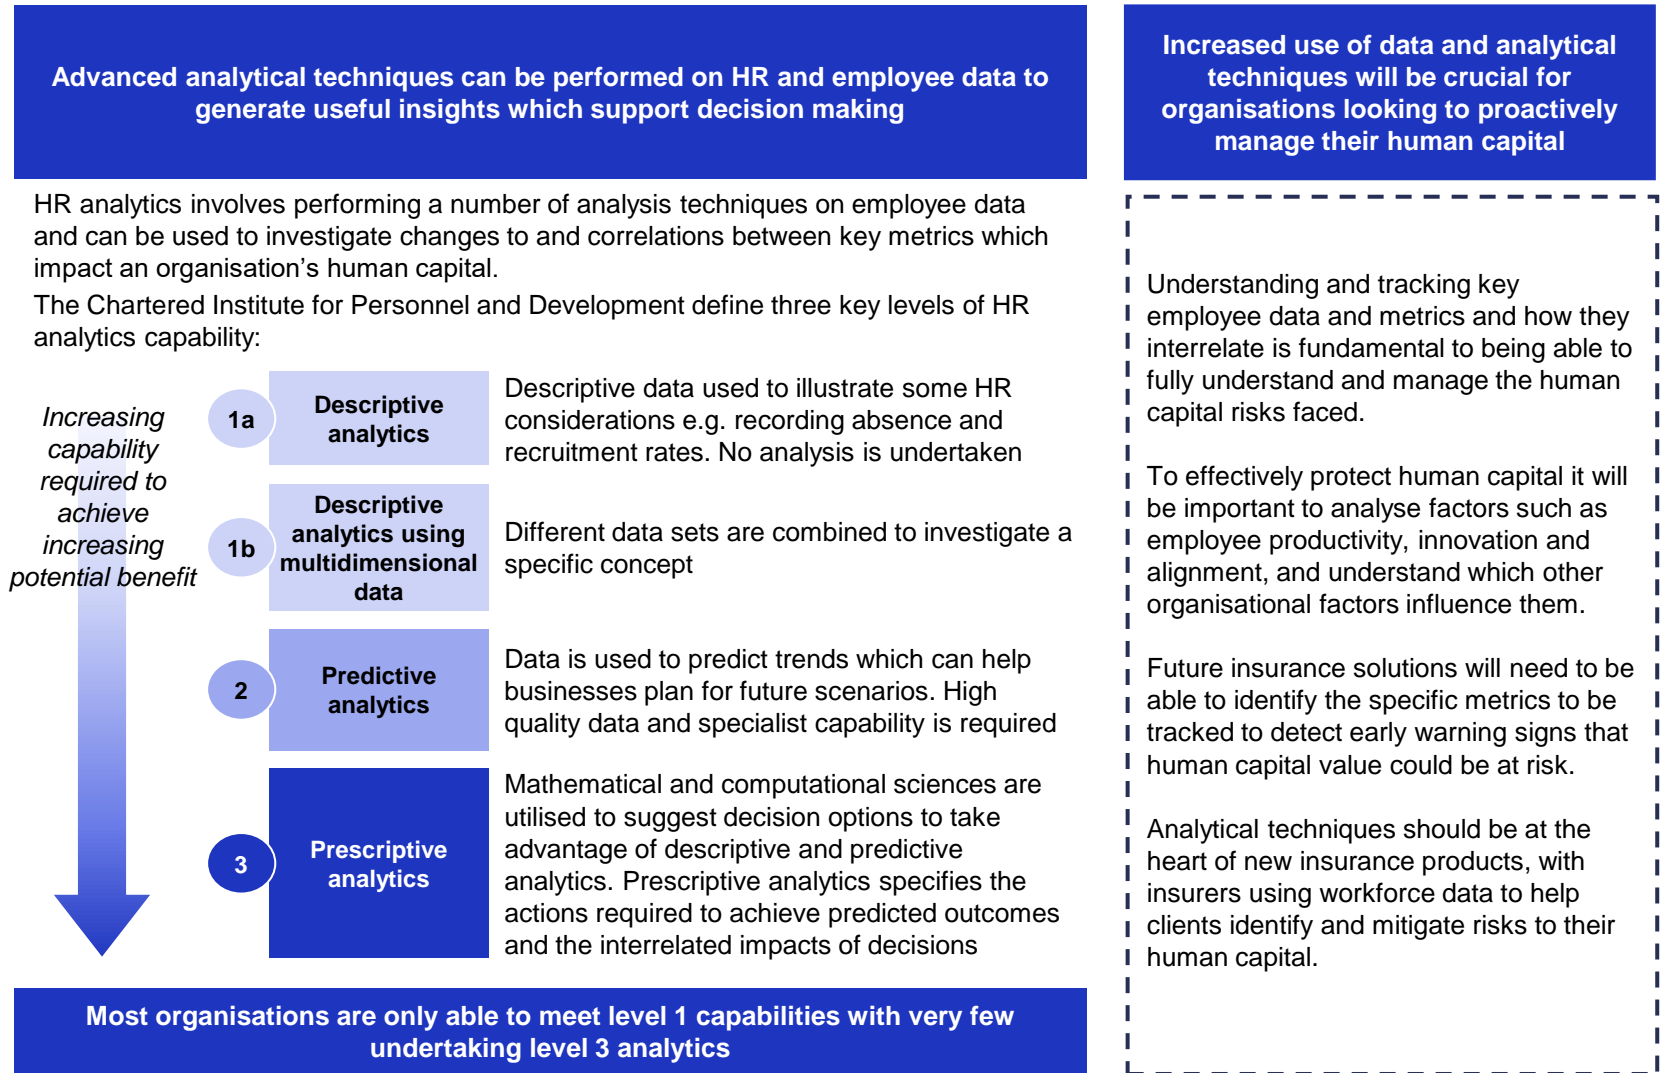 Advanced analytical techniques can be performed on HR and employee data to
generate useful insights which support decision making
HR analytics involves performing a number of analysis techniques on employee data
and can be used to investigate changes to and correlations between key metrics which
impact an organisation's human capital.
The Chartered Institute for Personnel and Development define three key levels of HR
analytics capability:
Increasing
capability
required to
achieve
increasing
potential benefit
1a
Descriptive
analytics
Descriptive data used to illustrate some HR
considerations e.g. recording absence and
recruitment rates. No analysis is undertaken
1b
Descriptive
analytics using
multidimensional
data
Different data sets are combined to investigate a
specific concept
2
Predictive
analytics
Data is used to predict trends which can help
businesses plan for future scenarios. High
quality data and specialist capability is required
3
Prescriptive
analytics
Mathematical and computational sciences are
utilised to suggest decision options to take
advantage of descriptive and predictive
analytics. Prescriptive analytics specifies the
actions required to achieve predicted outcomes
and the interrelated impacts of decisions
Most organisations are only able to meet level 1 capabilities with very few
undertaking level 3 analytics
Increased use of data and analytical
techniques will be crucial for
organisations looking to proactively
manage their human capital
Understanding and tracking key
employee data and metrics and how they
interrelate is fundamental to being able to
fully understand and manage the human
capital risks faced.
To effectively protect human capital it will
be important to analyse factors such as
employee productivity, innovation and
alignment, and understand which other
organisational factors influence them.
Future insurance solutions will need to be
able to identify the specific metrics to be
tracked to detect early warning signs that
human capital value could be at risk.
Analytical techniques should be at the
heart of new insurance products, with
insurers using workforce data to help
clients identify and mitigate risks to their
human capital.